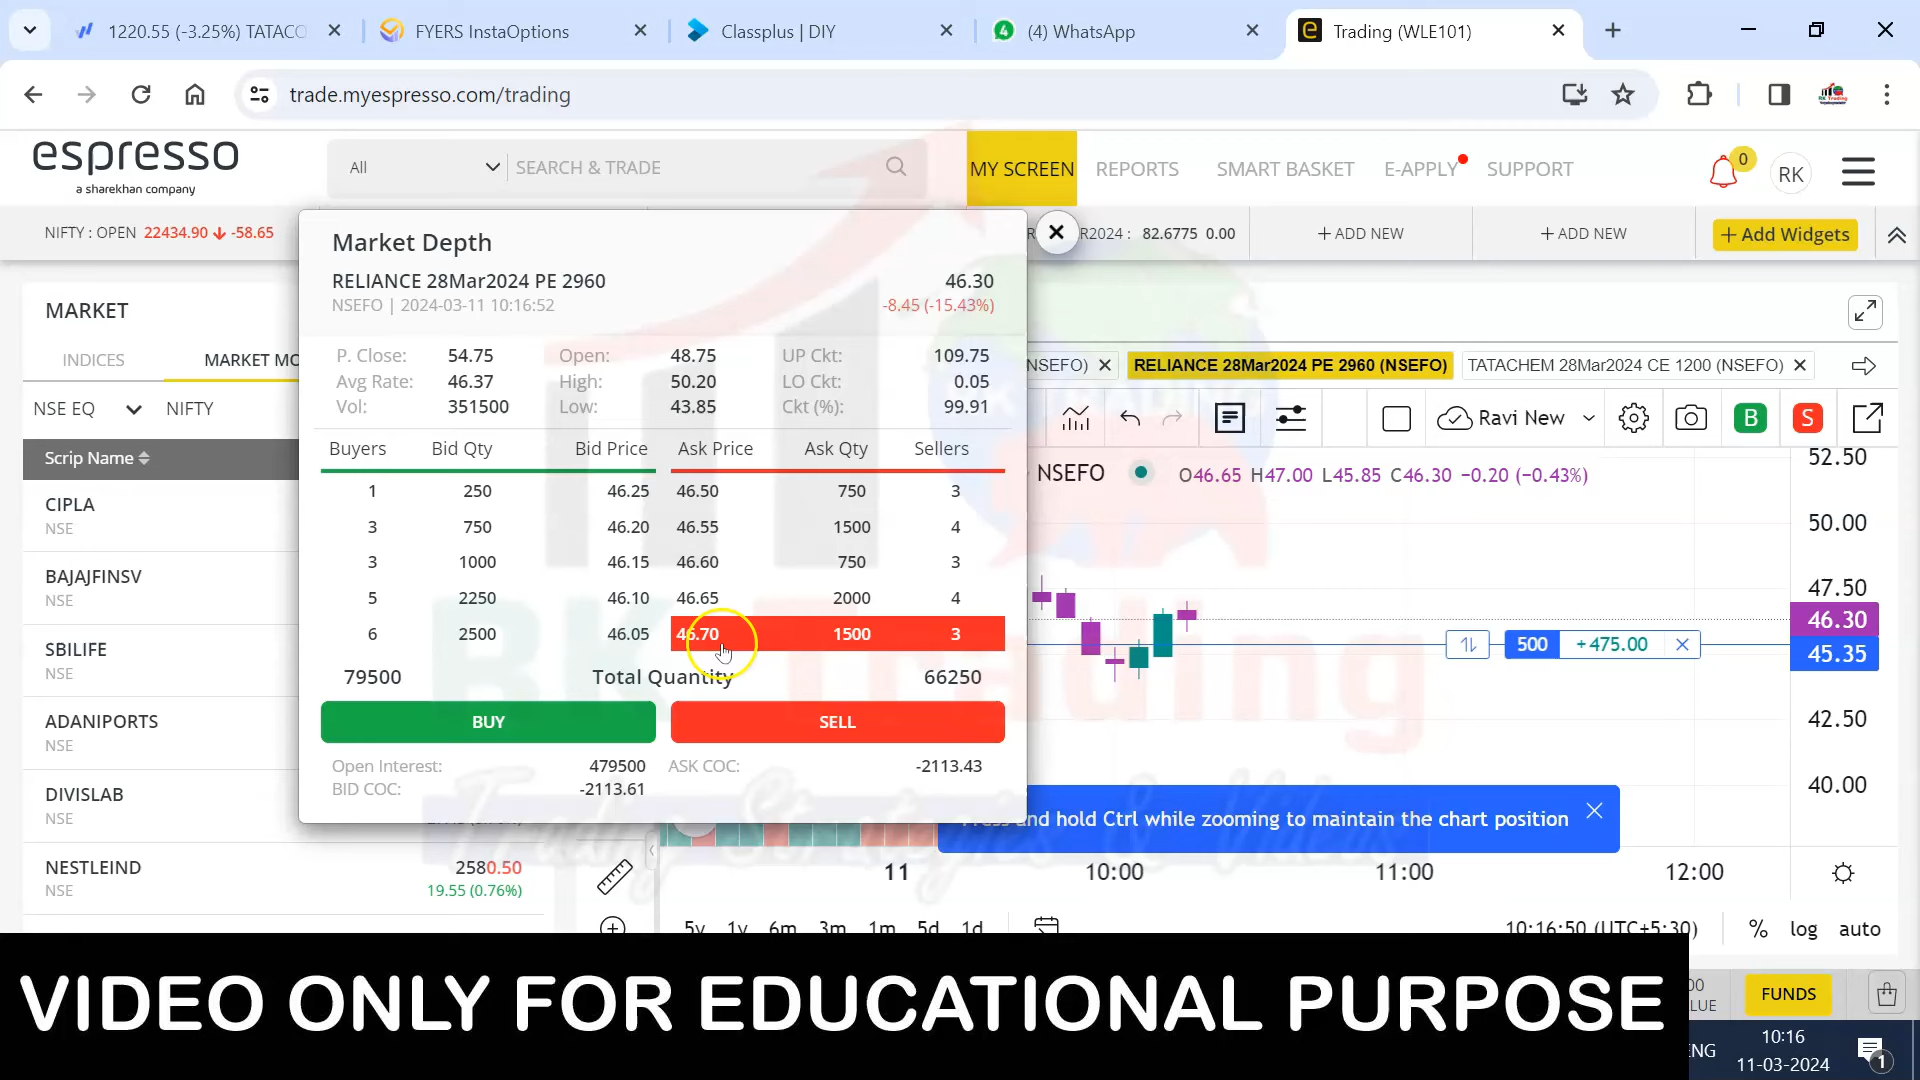 1220.55 (-3.25%) TATACO
FYERS InstaOptions
Classplus | DIY
(4) WhatsApp
Trading (WLE101)
trade.myespresso.com/trading
espresso
a sharekhan company
All
SEARCH & TRADE
MY SCREEN
REPORTS
SMART BASKET
E-APPLY
SUPPORT
0
RK
NIFTY : OPEN 22434.90 -58.65
R2024 : 82.6775 0.00
+ ADD NEW
+ ADD NEW
+ Add Widgets
Market Depth
RELIANCE 28Mar2024 PE 2960 46.30
NSEFO | 2024-03-11 10:16:52 -8.45 (-15.43%)
P. Close: 54.75 Open: 48.75 UP Ckt: 109.75
Avg Rate: 46.37 High: 50.20 LO Ckt: 0.05
Vol: 351500 Low: 43.85 Ckt (%): 99.91
Buyers Bid Qty Bid Price Ask Price Ask Qty Sellers
1 250 46.25 46.50 750 3
3 750 46.20 46.55 1500 4
3 1000 46.15 46.60 750 3
5 2250 46.10 46.65 2000 4
6 2500 46.05 46.70 1500 3
79500 Total Quantity 66250
BUY SELL
Open Interest: 479500 ASK COC: -2113.43
BID COC: -2113.61
MARKET
INDICES
MARKET MO
NSE EQ
NIFTY
Scrip Name
CIPLA
NSE
BAJAJFINSV
NSE
SBILIFE
NSE
ADANIPORTS
NSE
DIVISLAB
NSE
NESTLEIND 2580.50
NSE 19.55 (0.76%)
NSEFO)
RELIANCE 28Mar2024 PE 2960 (NSEFO)
TATACHEM 28Mar2024 CE 1200 (NSEFO)
Ravi New
B
S
NSEFO O46.65 H47.00 L45.85 C46.30 −0.20 (−0.43%)
52.50
50.00
47.50
46.30
500 +475.00
45.35
42.50
40.00
RK Trading
and hold Ctrl while zooming to maintain the chart position
11 10:00 11:00 12:00
5y 1y 6m 3m 1m 5d 1d
10:16:50 (UTC+5:30)
% log auto
VIDEO ONLY FOR EDUCATIONAL PURPOSE
FUNDS
ENG
10:16
11-03-2024
1